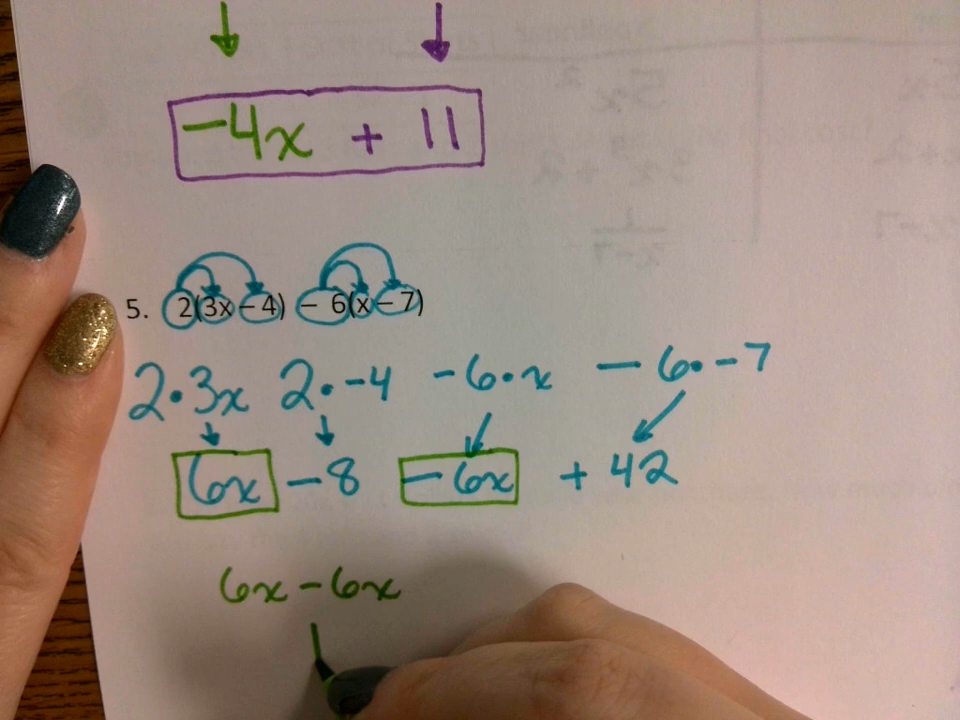 -4x + 11
5. 2(3x - 4) - 6(x - 7)
2·3x 2·-4 -6·x -6·-7
6x -8 -6x +42
6x -6x